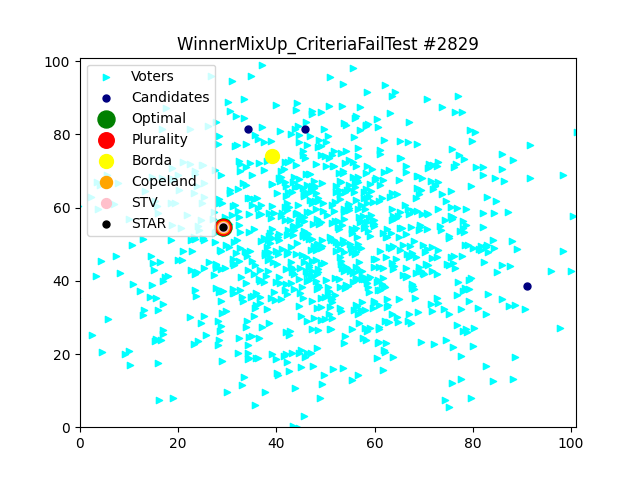 WinnerMixUp_CriteriaFailTest #2829
100
80
60
40
20
0
0 20 40 60 80 100
Voters
Candidates
Optimal
Plurality
Borda
Copeland
STV
STAR